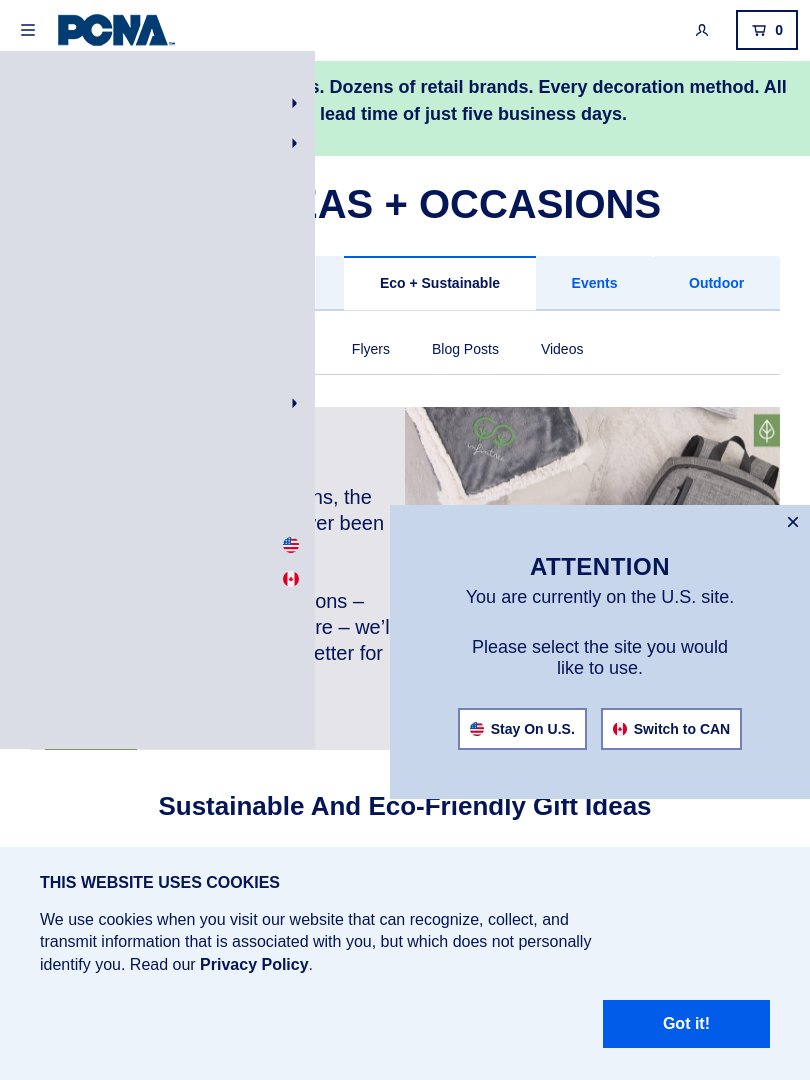 PCNA
0
s. Dozens of retail brands. Every decoration method. All
lead time of just five business days.
EAS + OCCASIONS
Eco + Sustainable
Events
Outdoor
Flyers
Blog Posts
Videos
infinitree
ns, the
ver been
ons –
re – we’ll
etter for
ATTENTION
You are currently on the U.S. site.
Please select the site you would
like to use.
Stay On U.S.
Switch to CAN
Sustainable And Eco-Friendly Gift Ideas
THIS WEBSITE USES COOKIES
We use cookies when you visit our website that can recognize, collect, and
transmit information that is associated with you, but which does not personally
identify you. Read our Privacy Policy.
Got it!